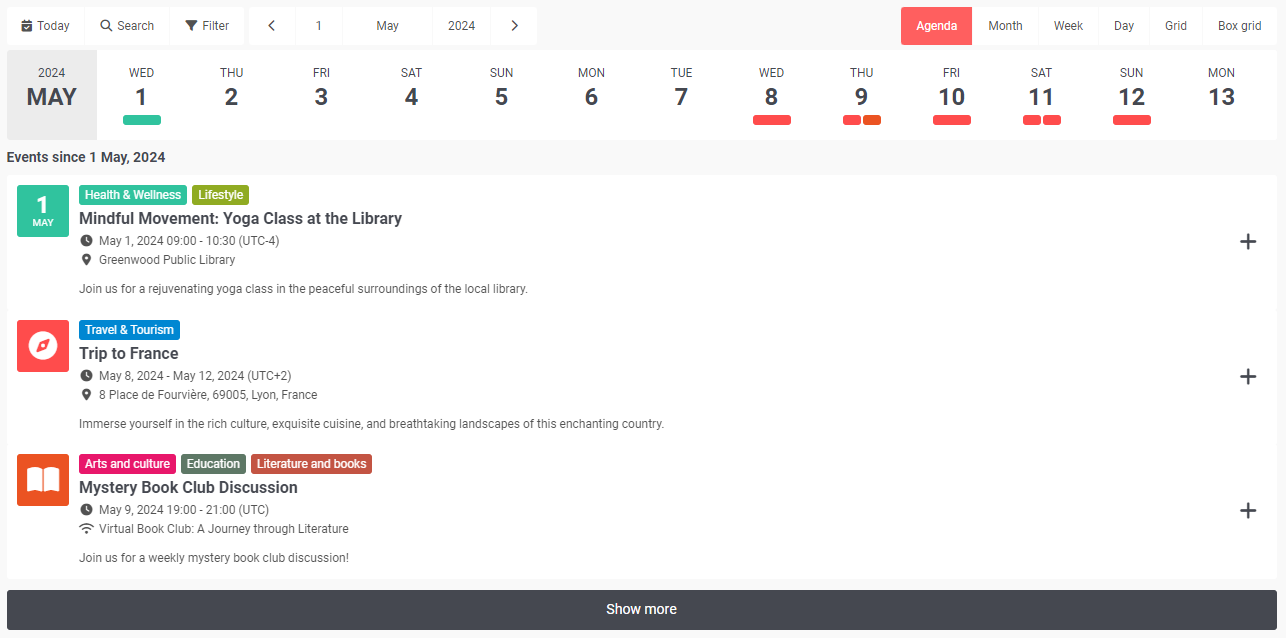 Today Search Filter 1 May 2024 Agenda Month Week Day Grid Box grid
2024 WED THU FRI SAT SUN MON TUE WED THU FRI SAT SUN MON
MAY 1 2 3 4 5 6 7 8 9 10 11 12 13
Events since 1 May, 2024
1
MAY
Health & Wellness Lifestyle
Mindful Movement: Yoga Class at the Library
May 1, 2024 09:00 - 10:30 (UTC-4)
Greenwood Public Library
Join us for a rejuvenating yoga class in the peaceful surroundings of the local library.
Travel & Tourism
Trip to France
May 8, 2024 - May 12, 2024 (UTC+2)
8 Place de Fourvière, 69005, Lyon, France
Immerse yourself in the rich culture, exquisite cuisine, and breathtaking landscapes of this enchanting country.
Arts and culture Education Literature and books
Mystery Book Club Discussion
May 9, 2024 19:00 - 21:00 (UTC)
Virtual Book Club: A Journey through Literature
Join us for a weekly mystery book club discussion!
Show more